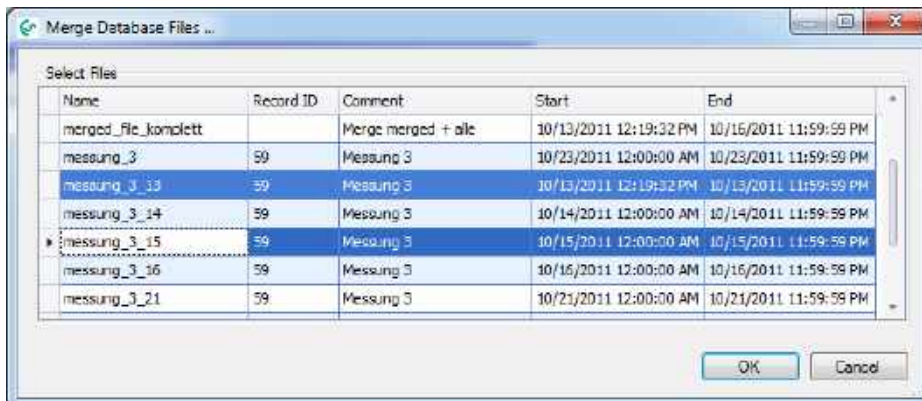 Merge Database Files ...
Select Files
Name Record ID Comment Start End
merged_file_komplett Merge merged + alle 10/13/2011 12:19:32 PM 10/16/2011 11:59:59 PM
messung_3 59 Messung 3 10/23/2011 12:00:00 AM 10/23/2011 11:59:59 PM
messung_3_13 59 Messung 3 10/13/2011 12:19:32 PM 10/13/2011 11:59:59 PM
messung_3_14 59 Messung 3 10/14/2011 12:00:00 AM 10/14/2011 11:59:59 PM
messung_3_15 59 Messung 3 10/15/2011 12:00:00 AM 10/15/2011 11:59:59 PM
messung_3_16 59 Messung 3 10/16/2011 12:00:00 AM 10/16/2011 11:59:59 PM
messung_3_21 59 Messung 3 10/21/2011 12:00:00 AM 10/21/2011 11:59:59 PM
OK Cancel